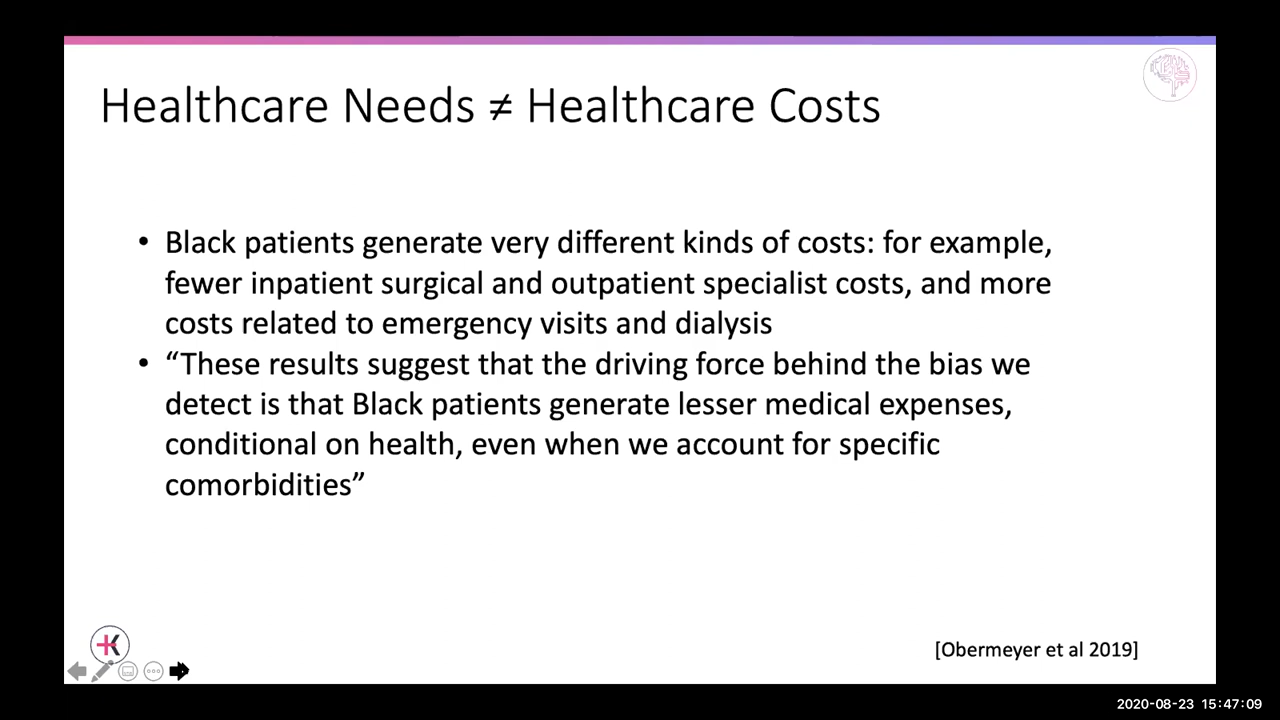 Healthcare Needs ≠ Healthcare Costs
• Black patients generate very different kinds of costs: for example,
fewer inpatient surgical and outpatient specialist costs, and more
costs related to emergency visits and dialysis
• “These results suggest that the driving force behind the bias we
detect is that Black patients generate lesser medical expenses,
conditional on health, even when we account for specific
comorbidities”
K
[Obermeyer et al 2019]
2020-08-23 15:47:09